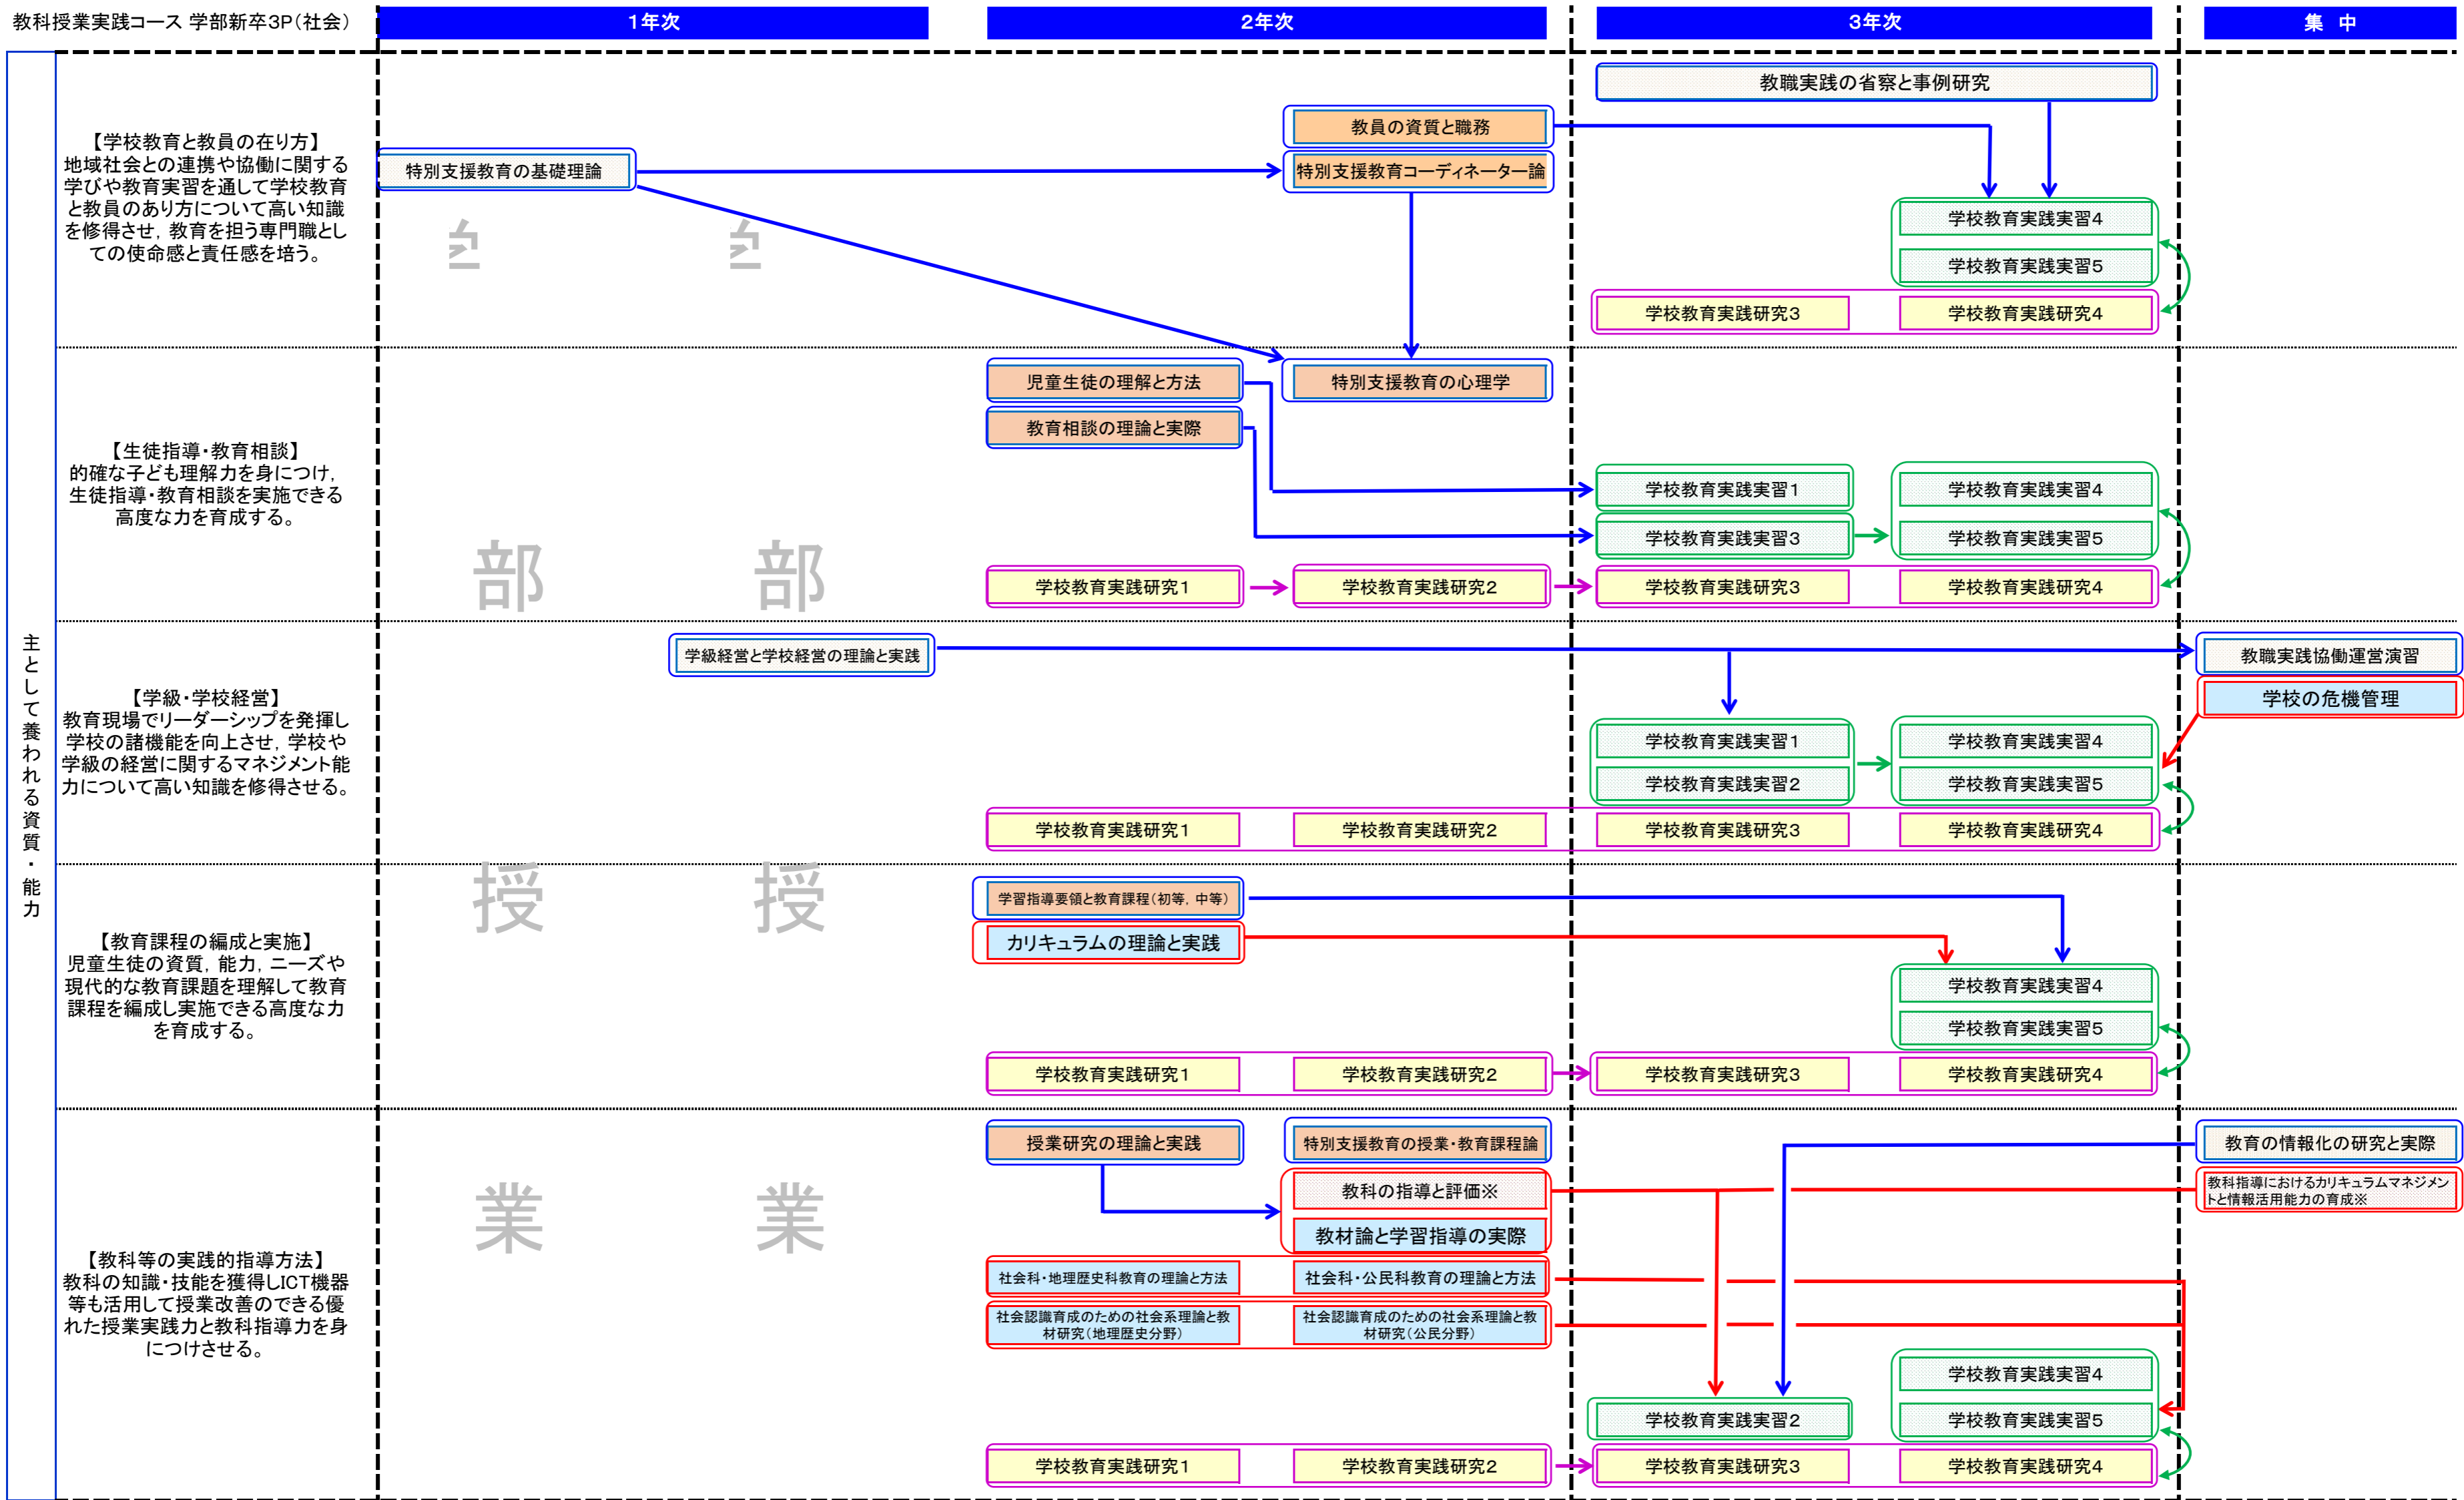 教科授業実践コース 学部新卒3P（社会）
1年次
2年次
3年次
集 中
主として養われる資質・能力
【学校教育と教員の在り方】
地域社会との連携や協働に関する
学びや教育実習を通して学校教育
と教員のあり方について高い知識
を修得させ，教育を担う専門職とし
ての使命感と責任感を培う。
特別支援教育の基礎理論
教員の資質と職務
特別支援教育コーディネーター論
教職実践の省察と事例研究
学校教育実践実習4
学校教育実践実習5
学校教育実践研究3
学校教育実践研究4
【生徒指導・教育相談】
的確な子ども理解力を身につけ，
生徒指導・教育相談を実施できる
高度な力を育成する。
部
部
児童生徒の理解と方法
特別支援教育の心理学
教育相談の理論と実際
学校教育実践実習1
学校教育実践実習4
学校教育実践実習3
学校教育実践実習5
学校教育実践研究1
学校教育実践研究2
学校教育実践研究3
学校教育実践研究4
【学級・学校経営】
教育現場でリーダーシップを発揮し
学校の諸機能を向上させ，学校や
学級の経営に関するマネジメント能
力について高い知識を修得させる。
学級経営と学校経営の理論と実践
教職実践協働運営演習
学校の危機管理
学校教育実践実習1
学校教育実践実習4
学校教育実践実習2
学校教育実践実習5
学校教育実践研究1
学校教育実践研究2
学校教育実践研究3
学校教育実践研究4
【教育課程の編成と実施】
児童生徒の資質，能力，ニーズや
現代的な教育課題を理解して教育
課程を編成し実施できる高度な力
を育成する。
授
授
学習指導要領と教育課程（初等，中等）
カリキュラムの理論と実践
学校教育実践実習4
学校教育実践実習5
学校教育実践研究1
学校教育実践研究2
学校教育実践研究3
学校教育実践研究4
【教科等の実践的指導方法】
教科の知識・技能を獲得しICT機器
等も活用して授業改善のできる優
れた授業実践力と教科指導力を身
につけさせる。
業
業
授業研究の理論と実践
特別支援教育の授業・教育課程論
教育の情報化の研究と実際
教科の指導と評価※
教科指導におけるカリキュラムマネジメン
トと情報活用能力の育成※
教材論と学習指導の実際
社会科・地理歴史科教育の理論と方法
社会科・公民科教育の理論と方法
社会認識育成のための社会系理論と教
材研究（地理歴史分野）
社会認識育成のための社会系理論と教
材研究（公民分野）
学校教育実践実習4
学校教育実践実習2
学校教育実践実習5
学校教育実践研究1
学校教育実践研究2
学校教育実践研究3
学校教育実践研究4